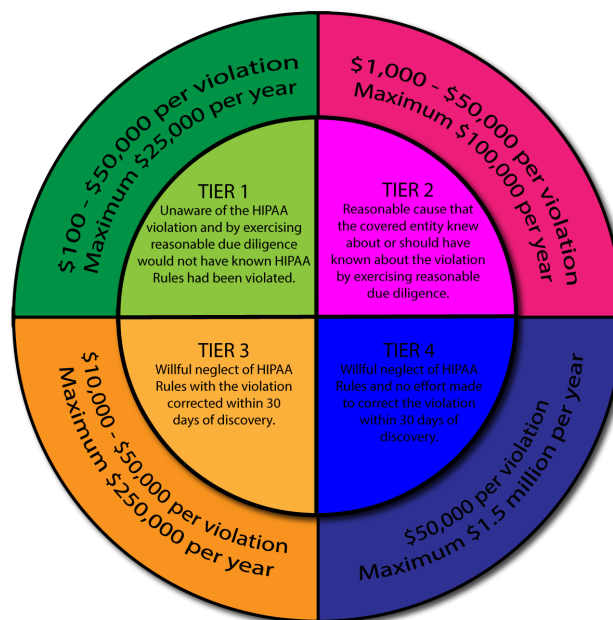 $100 - $50,000 per violation
Maximum $25,000 per year
$1,000 - $50,000 per violation
Maximum $100,000 per year
TIER 1
Unaware of the HIPAA
violation and by exercising
reasonable due diligence
would not have known HIPAA
Rules had been violated.
TIER 2
Reasonable cause that
the covered entity knew
about or should have
known about the violation
by exercising reasonable
due diligence.
TIER 3
Willful neglect of HIPAA
Rules with the violation
corrected within 30
days of discovery.
TIER 4
Willful neglect of HIPAA
Rules and no effort made
to correct the violation
within 30 days of
discovery.
$10,000 - $50,000 per violation
Maximum $250,000 per year
$50,000 per violation
Maximum $1.5 million per year